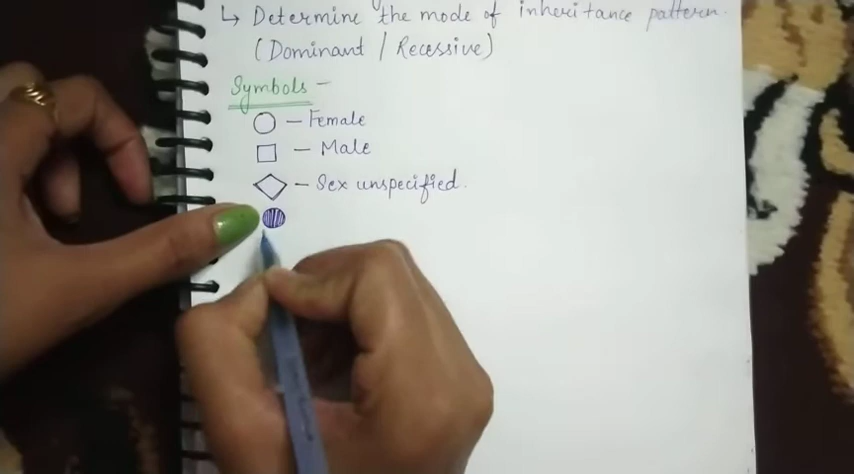 ↳ Determine the mode of inheritance pattern.
(Dominant / Recessive)
Symbols –
○ – Female
□ – Male
◇ – Sex unspecified.